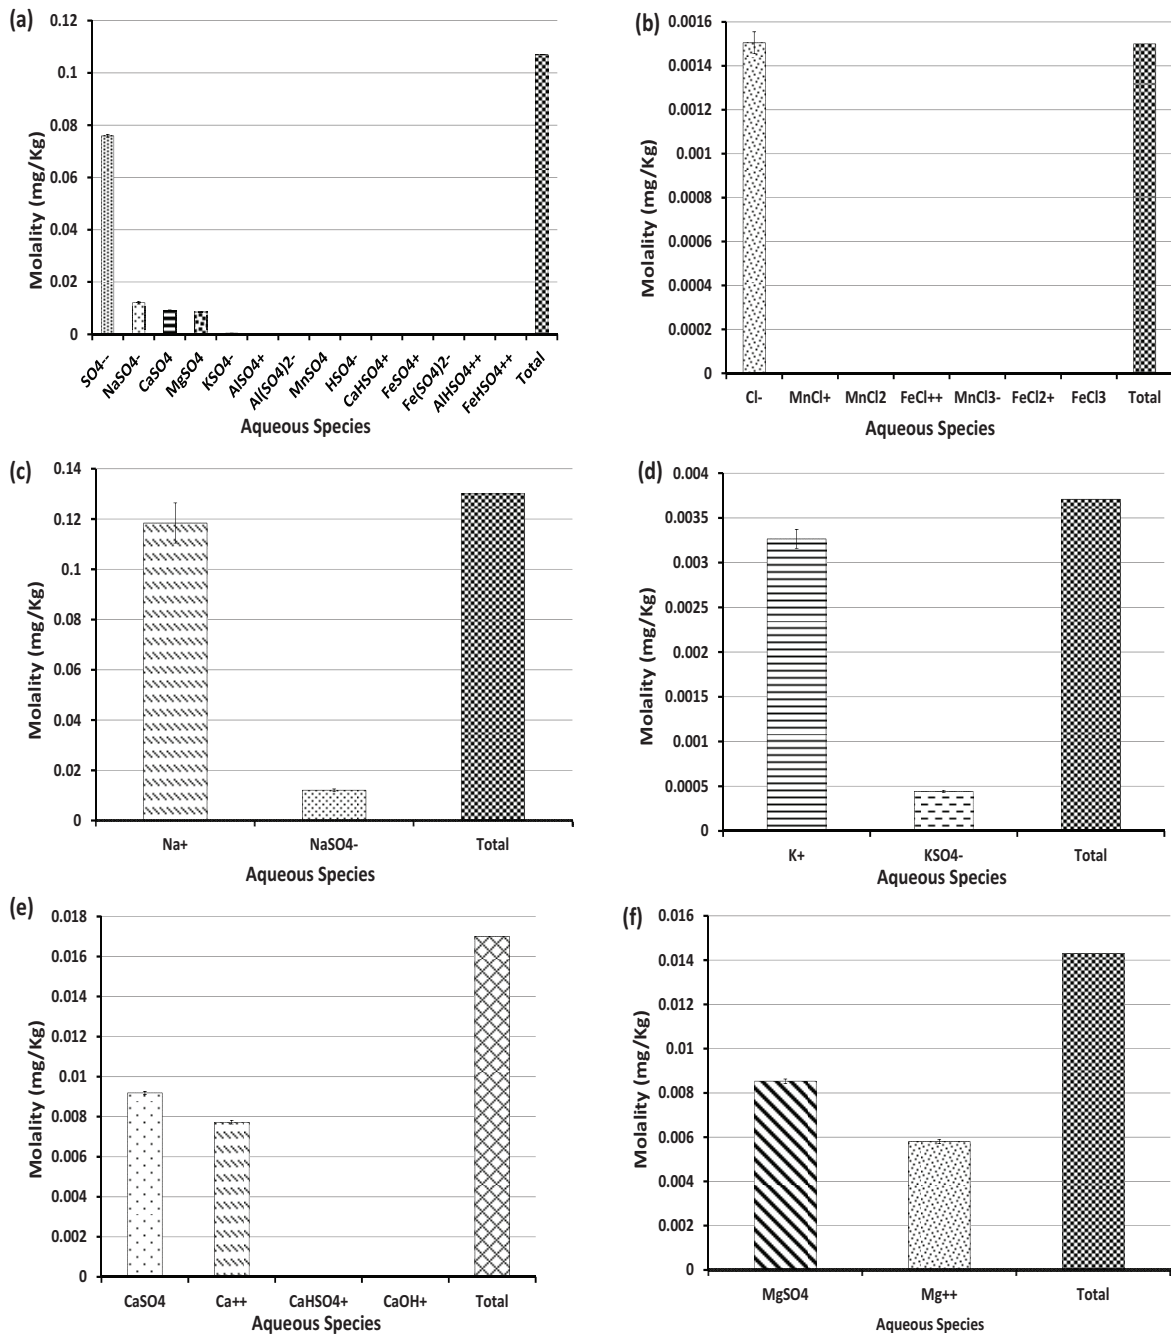 (a)
0.12
0.1
0.08
0.06
0.04
0.02
0
Molality (mg/Kg)
SO4-- NaSO4- CaSO4 MgSO4 KSO4- AlSO4+ Al(SO4)2- MnSO4 HSO4- CaHSO4+ FeSO4+ Fe(SO4)2- AlHSO4++ FeHSO4++ Total
Aqueous Species
(b)
0.0016
0.0014
0.0012
0.001
0.0008
0.0006
0.0004
0.0002
0
Molality (mg/Kg)
Cl- MnCl+ MnCl2 FeCl++ MnCl3- FeCl2+ FeCl3 Total
Aqueous Species
(c)
0.14
0.12
0.1
0.08
0.06
0.04
0.02
0
Molality (mg/Kg)
Na+ NaSO4- Total
Aqueous Species
(d)
0.004
0.0035
0.003
0.0025
0.002
0.0015
0.001
0.0005
0
Molality (mg/Kg)
K+ KSO4- Total
Aqueous Species
(e)
0.018
0.016
0.014
0.012
0.01
0.008
0.006
0.004
0.002
0
Molality (mg/Kg)
CaSO4 Ca++ CaHSO4+ CaOH+ Total
Aqueous Species
(f)
0.016
0.014
0.012
0.01
0.008
0.006
0.004
0.002
0
Molality (mg/Kg)
MgSO4 Mg++ Total
Aqueous Species